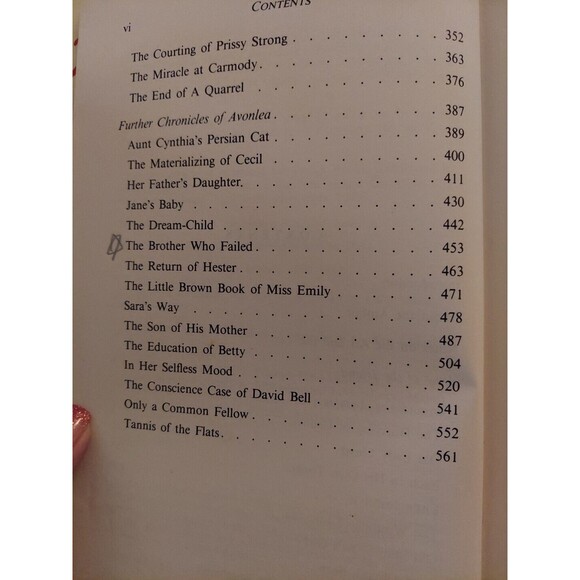 CONTENTS
vi
The Courting of Prissy Strong . . . . . . . . 352
The Miracle at Carmody . . . . . . . . . 363
The End of A Quarrel . . . . . . . . . 376
Further Chronicles of Avonlea . . . . . . . . . 387
Aunt Cynthia's Persian Cat . . . . . . . . . 389
The Materializing of Cecil . . . . . . . . . 400
Her Father's Daughter . . . . . . . . . . 411
Jane's Baby . . . . . . . . . . . . 430
The Dream-Child . . . . . . . . . . . 442
The Brother Who Failed . . . . . . . . . 453
The Return of Hester . . . . . . . . . . 463
The Little Brown Book of Miss Emily . . . . . . 471
Sara's Way . . . . . . . . . . . . 478
The Son of His Mother . . . . . . . . . 487
The Education of Betty . . . . . . . . . 504
In Her Selfless Mood . . . . . . . . . . 520
The Conscience Case of David Bell . . . . . . 541
Only a Common Fellow . . . . . . . . . 552
Tannis of the Flats . . . . . . . . . . 561